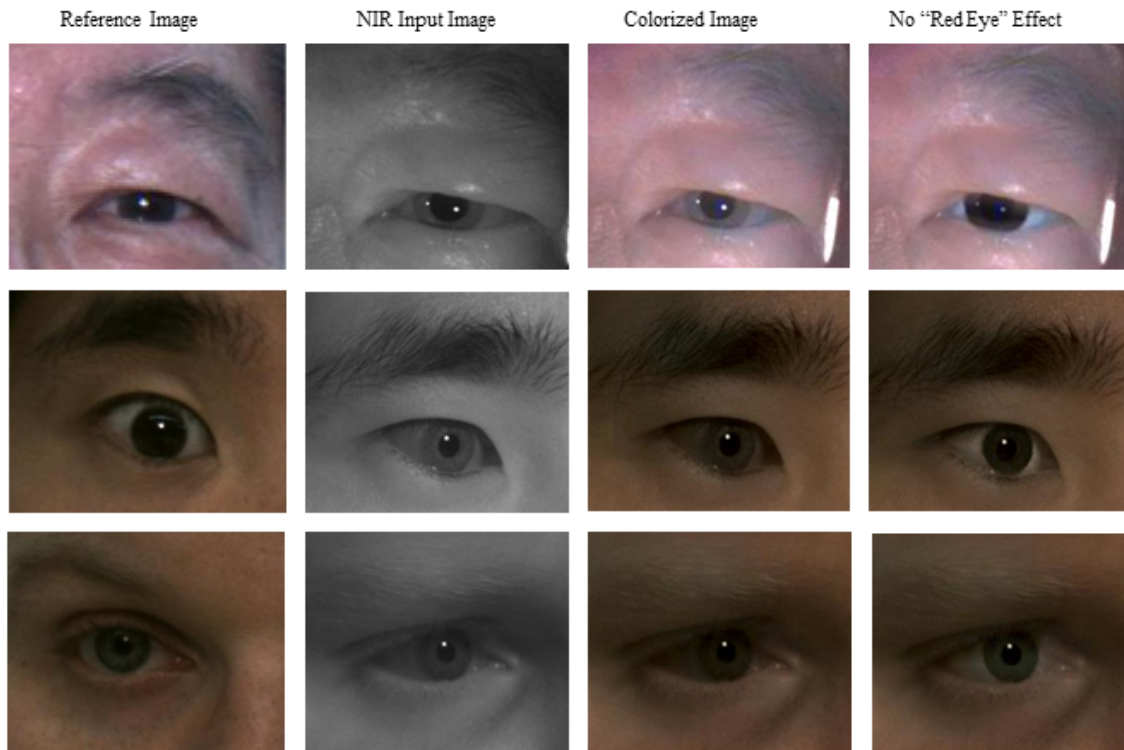 Reference Image
NIR Input Image
Colorized Image
No “Red Eye” Effect